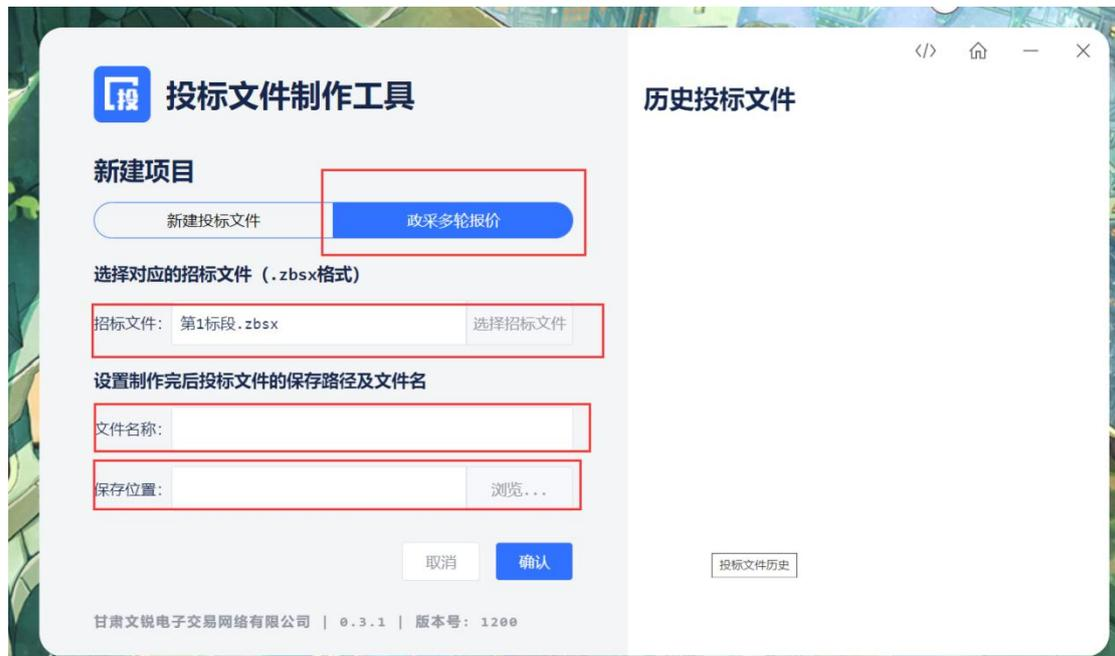 投
投标文件制作工具
新建项目
新建投标文件
政采多轮报价
选择对应的招标文件（.zbsx格式）
招标文件： 第1标段.zbsx 选择招标文件
设置制作完后投标文件的保存路径及文件名
文件名称：
保存位置： 浏览...
取消 确认
甘肃文锐电子交易网络有限公司 | 0.3.1 | 版本号: 1200
历史投标文件
投标文件历史